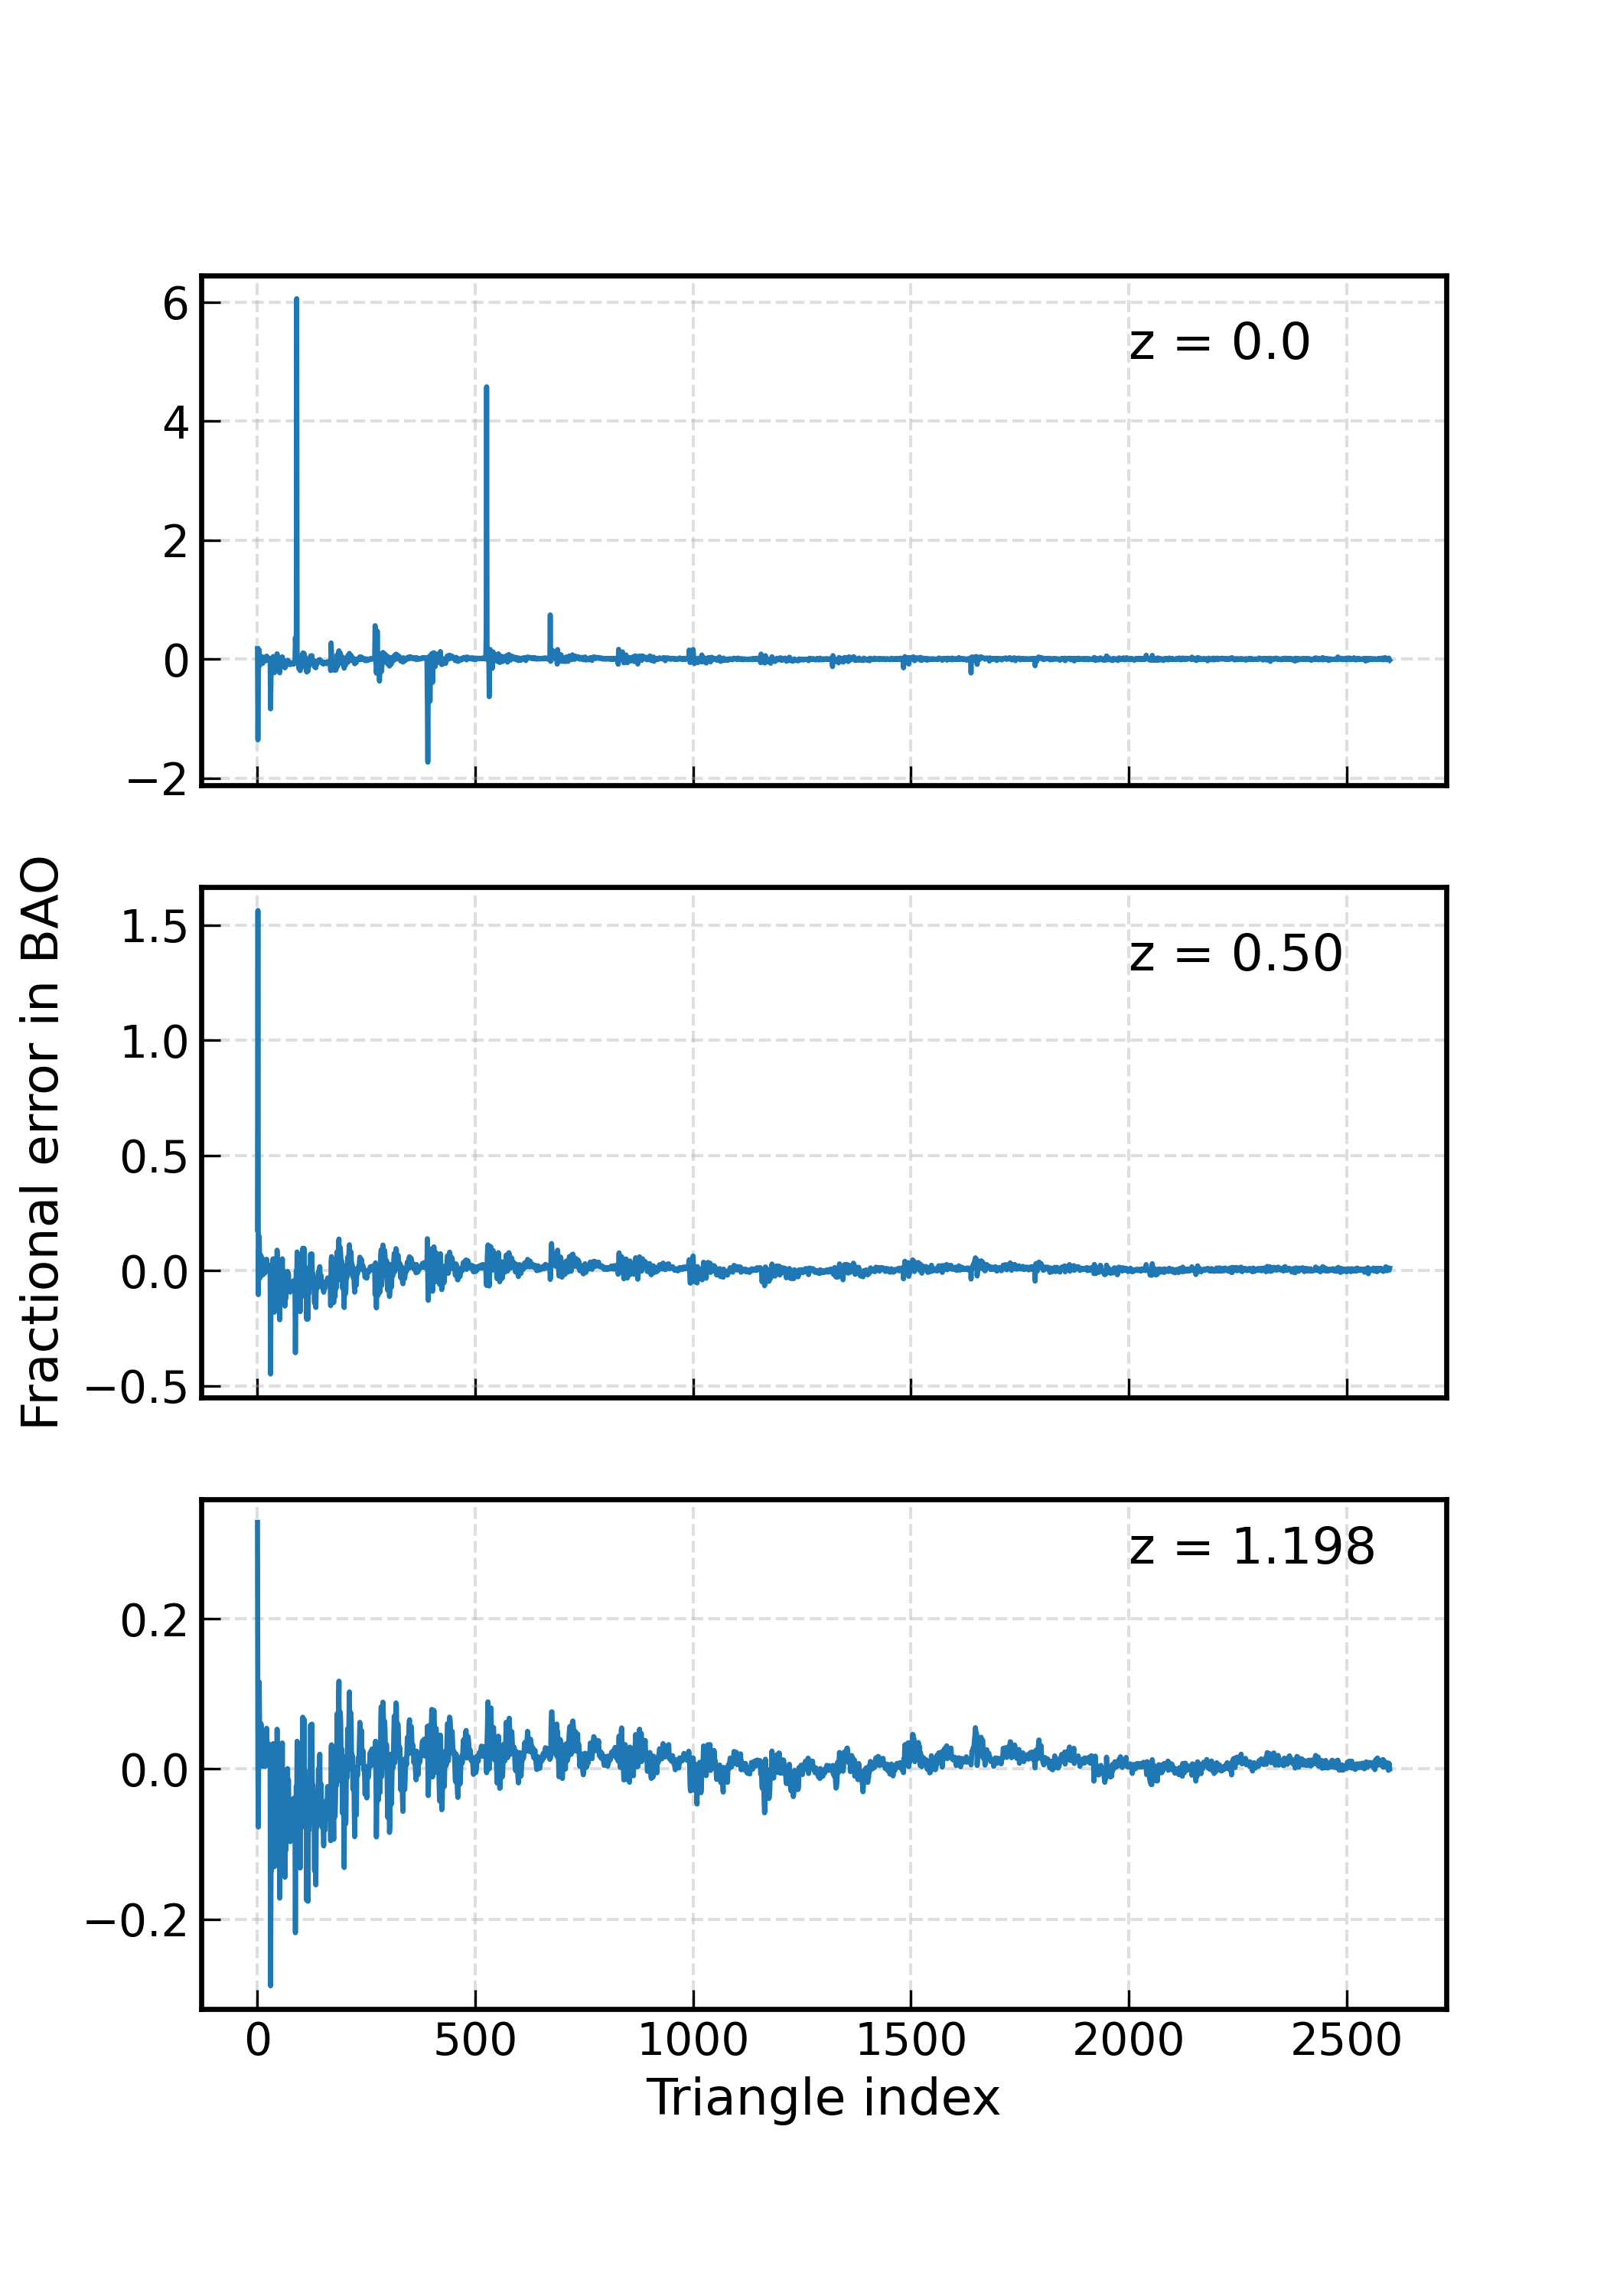 6
4
2
0
−2
z = 0.0
Fractional error in BAO
1.5
1.0
0.5
0.0
−0.5
z = 0.50
0.2
0.0
−0.2
z = 1.198
0 500 1000 1500 2000 2500
Triangle index